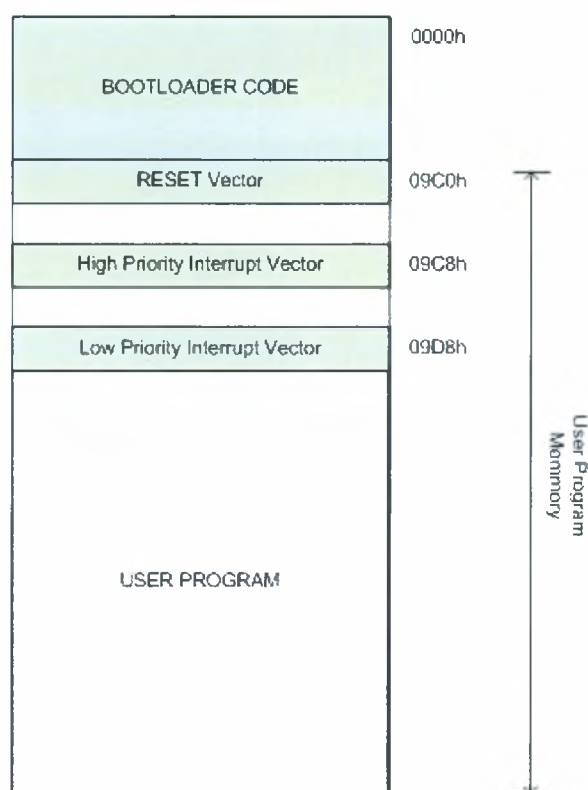 0000h
BOOTLOADER CODE
RESET Vector
09C0h
High Priority Interrupt Vector
09C8h
Low Priority Interrupt Vector
09D8h
User Program
Mommory
USER PROGRAM